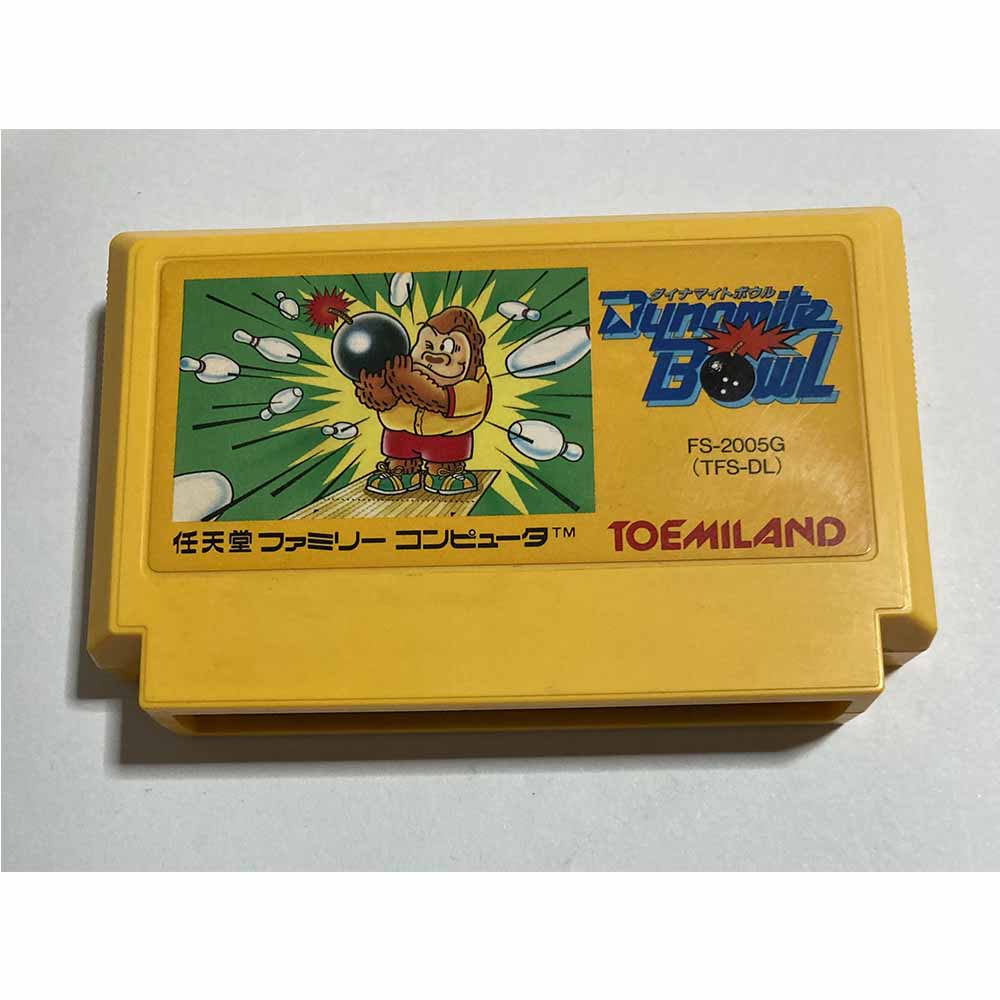 ダイナマイトボウル
Dynamite
Bowl
FS-2005G
(TFS-DL)
任天堂 ファミリー コンピュータ™
TOEMILAND